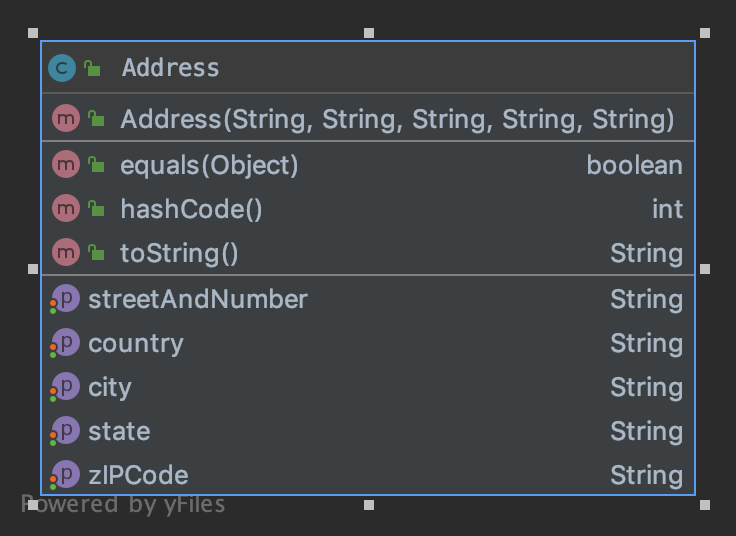 C Address
m Address(String, String, String, String, String)
m equals(Object) boolean
m hashCode() int
m toString() String
p streetAndNumber String
p country String
p city String
p state String
p zIPCode String
Powered by yFiles